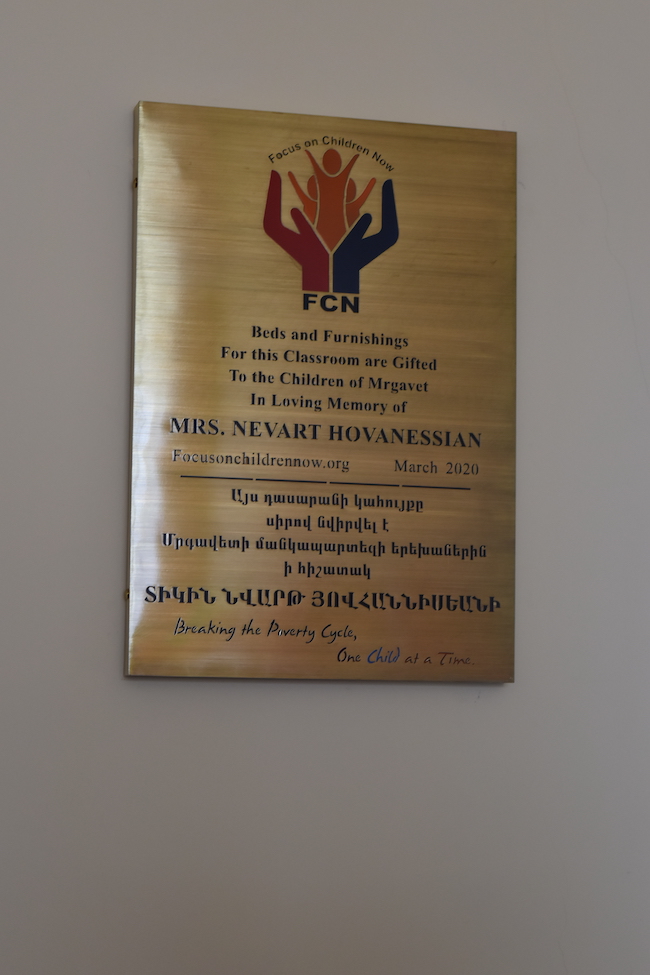 Focus on Children Now
FCN
Beds and Furnishings
For this Classroom are Gifted
To the Children of Mrgavet
In Loving Memory of
MRS. NEVART HOVANESSIAN
Focusonchildrennow.org March 2020
Այս դասարանի կահույքը
սիրով նվիրվել է
Մրգավետի մանկապարտեզի երեխաներին
ի հիշատակ
ՏԻԿԻՆ ՆՎԱՐԹ ՅՈՎՀԱՆՆԻՍԵԱՆԻ
Breaking the Poverty Cycle,
One Child at a Time.